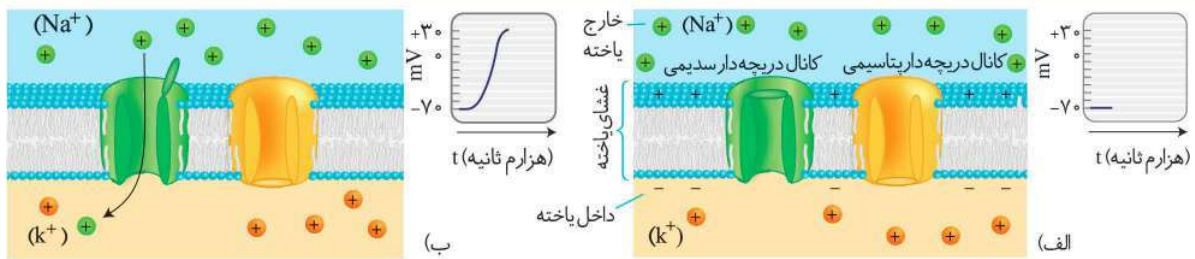 (Na⁺)
+۳۰
۰
mV
-۷۰
t (هزارم ثانیه)
(k⁺)
ب)
خارج
یاخته
(Na⁺)
کانال دریچه‌دار سدیمی
کانال دریچه‌دار پتاسیمی
غشای یاخته
داخل یاخته
(k⁺)
+۳۰
۰
mV
-۷۰
t (هزارم ثانیه)
الف)